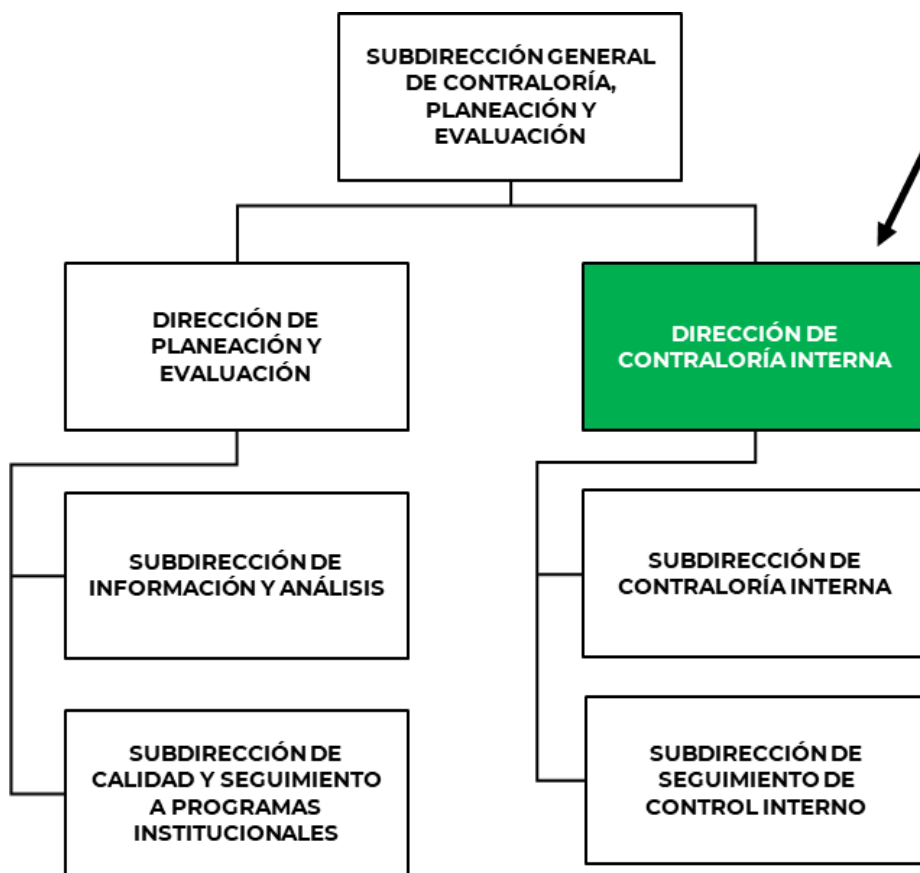 SUBDIRECCIÓN GENERAL
DE CONTRALORÍA,
PLANEACIÓN Y
EVALUACIÓN
DIRECCIÓN DE
PLANEACIÓN Y
EVALUACIÓN
DIRECCIÓN DE
CONTRALORÍA INTERNA
SUBDIRECCIÓN DE
INFORMACIÓN Y ANÁLISIS
SUBDIRECCIÓN DE
CONTRALORÍA INTERNA
SUBDIRECCIÓN DE
CALIDAD Y SEGUIMIENTO
A PROGRAMAS
INSTITUCIONALES
SUBDIRECCIÓN DE
SEGUIMIENTO DE
CONTROL INTERNO